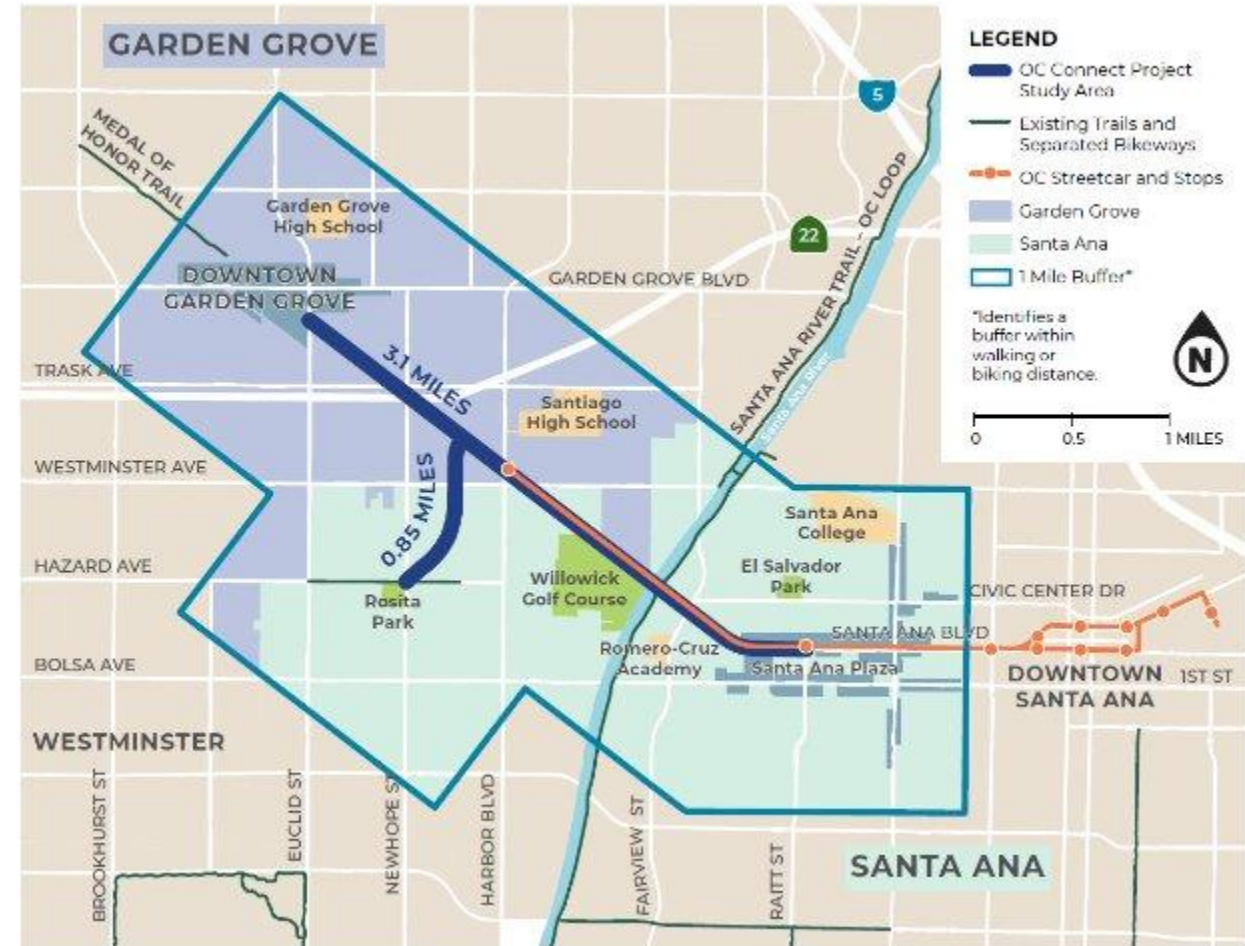 GARDEN GROVE
MEDAL OF
HONOR TRAIL
Garden Grove
High School
DOWNTOWN
GARDEN GROVE
GARDEN GROVE BLVD
5
22
SANTA ANA RIVER TRAIL - OC LOOP
Santa Ana River
TRASK AVE
3.1 MILES
Santiago
High School
WESTMINSTER AVE
0.85 MILES
Santa Ana
College
HAZARD AVE
Rosita
Park
Willowick
Golf Course
El Salvador
Park
CIVIC CENTER DR
SANTA ANA BLVD
Romero-Cruz
Academy
Santa Ana Plaza
BOLSA AVE
DOWNTOWN
SANTA ANA
1ST ST
WESTMINSTER
BROOKHURST ST
EUCLID ST
NEWHOPE ST
HARBOR BLVD
FAIRVIEW ST
RAITT ST
SANTA ANA
LEGEND
OC Connect Project
Study Area
Existing Trails and
Separated Bikeways
OC Streetcar and Stops
Garden Grove
Santa Ana
1 Mile Buffer*
*Identifies a
buffer within
walking or
biking distance.
N
0 0.5 1 MILES